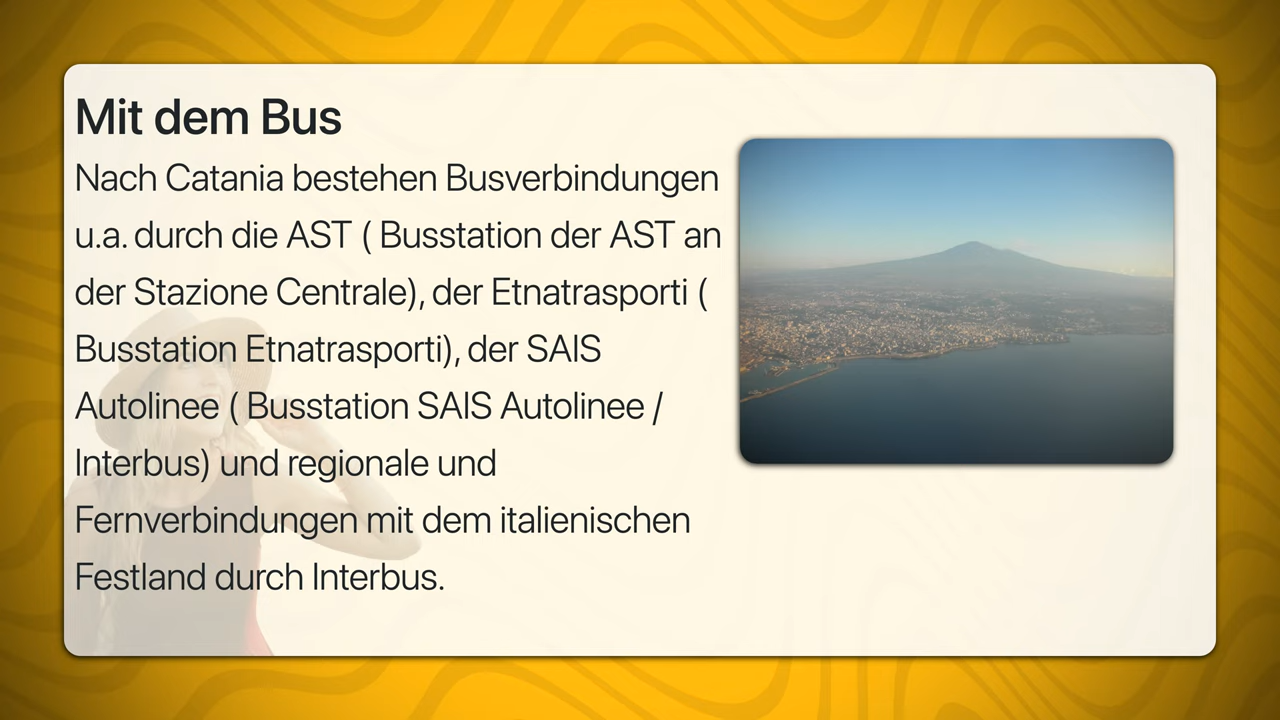 Mit dem Bus
Nach Catania bestehen Busverbindungen
u.a. durch die AST ( Busstation der AST an
der Stazione Centrale), der Etnatrasporti (
Busstation Etnatrasporti), der SAIS
Autolinee ( Busstation SAIS Autolinee /
Interbus) und regionale und
Fernverbindungen mit dem italienischen
Festland durch Interbus.